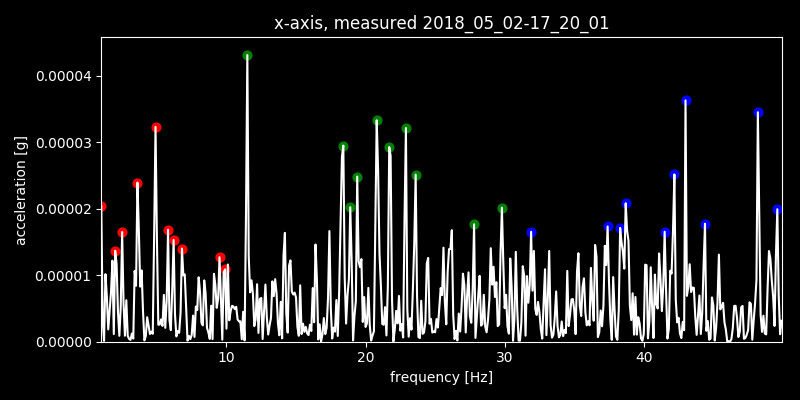 x-axis, measured 2018_05_02-17_20_01
0.00004
0.00003
0.00002
0.00001
0.00000
acceleration [g]
10 20 30 40
frequency [Hz]